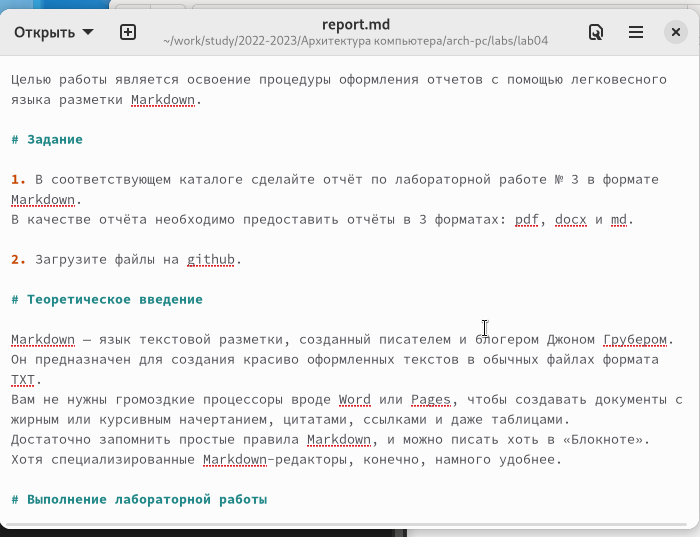 Открыть
report.md
~/work/study/2022-2023/Архитектура компьютера/arch-pc/labs/lab04
Целью работы является освоение процедуры оформления отчетов с помощью легковесного
языка разметки Markdown.
# Задание
1. В соответствующем каталоге сделайте отчёт по лабораторной работе № 3 в формате
Markdown.
В качестве отчёта необходимо предоставить отчёты в 3 форматах: pdf, docx и md.
2. Загрузите файлы на github.
# Теоретическое введение
Markdown — язык текстовой разметки, созданный писателем и блогером Джоном Грубером.
Он предназначен для создания красиво оформленных текстов в обычных файлах формата
TXT.
Вам не нужны громоздкие процессоры вроде Word или Pages, чтобы создавать документы с
жирным или курсивным начертанием, цитатами, ссылками и даже таблицами.
Достаточно запомнить простые правила Markdown, и можно писать хоть в «Блокноте».
Хотя специализированные Markdown-редакторы, конечно, намного удобнее.
# Выполнение лабораторной работы